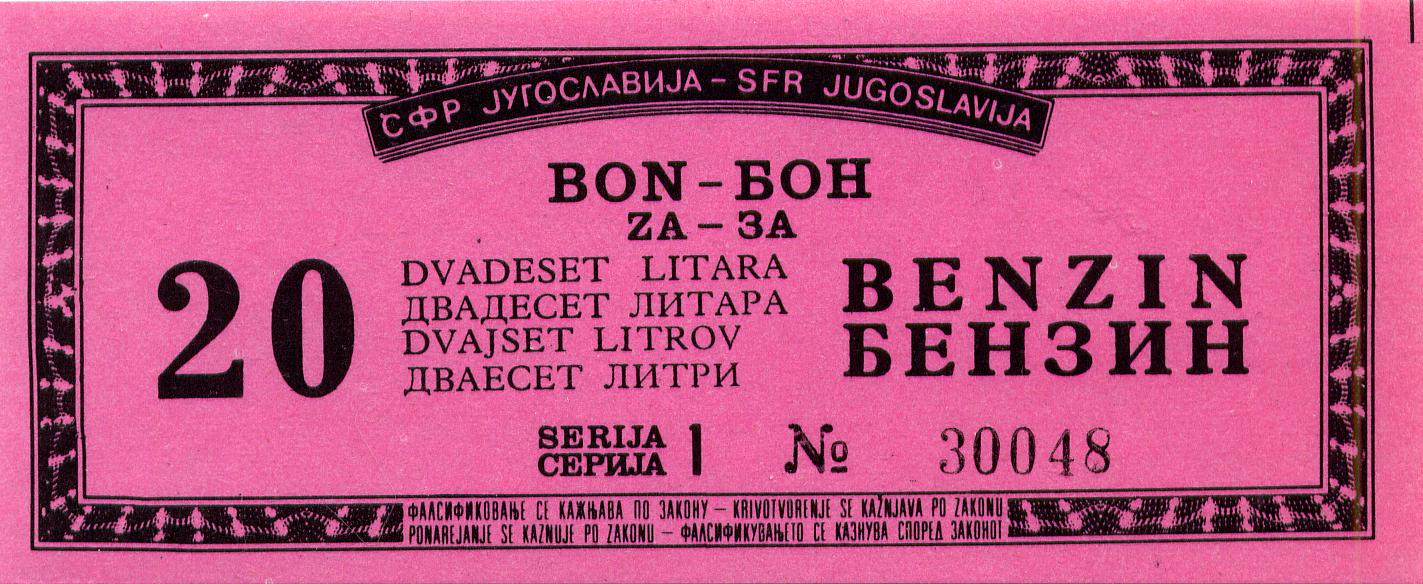 СФР ЈУГОСЛАВИЈА – SFR JUGOSLAVIJA
BON – БОН
ZA – ЗА
20
DVADESET LITARA
ДВАДЕСЕТ ЛИТАРА
DVAJSET LITROV
ДВАЕСЕТ ЛИТРИ
BENZIN
БЕНЗИН
SERIJA
СЕРИЈА
1 № 30048
ФАЛСИФИКОВАЊЕ СЕ КАЖЊАВА ПО ЗАКОНУ – KRIVOTVORENJE SE KAŽNJAVA PO ZAKONU
PONAREJANJE SE KAZNUJE PO ZAKONU – ФАЛСИФИКУВАЊЕТО СЕ КАЗНУВА СПОРЕД ЗАКОНОТ